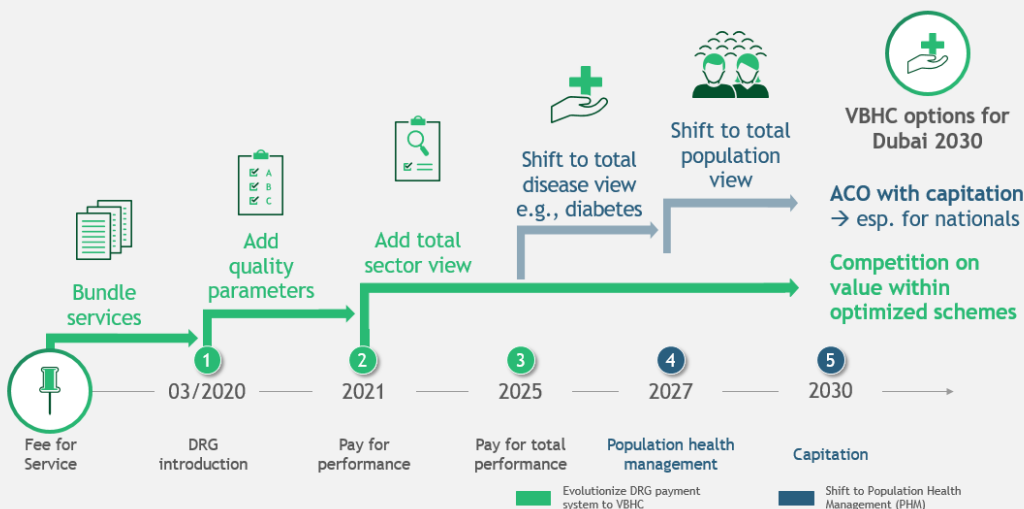 VBHC options for
Dubai 2030
Shift to total
population
view
Shift to total
disease view
e.g., diabetes
ACO with capitation
→ esp. for nationals
A
B
C
Add
quality
parameters
Add total
sector view
Competition on
value within
optimized schemes
Bundle
services
1
2
3
4
5
03/2020
2021
2025
2027
2030
Fee for
Service
DRG
introduction
Pay for
performance
Pay for total
performance
Population health
management
Capitation
Evolutionize DRG payment
system to VBHC
Shift to Population Health
Management (PHM)